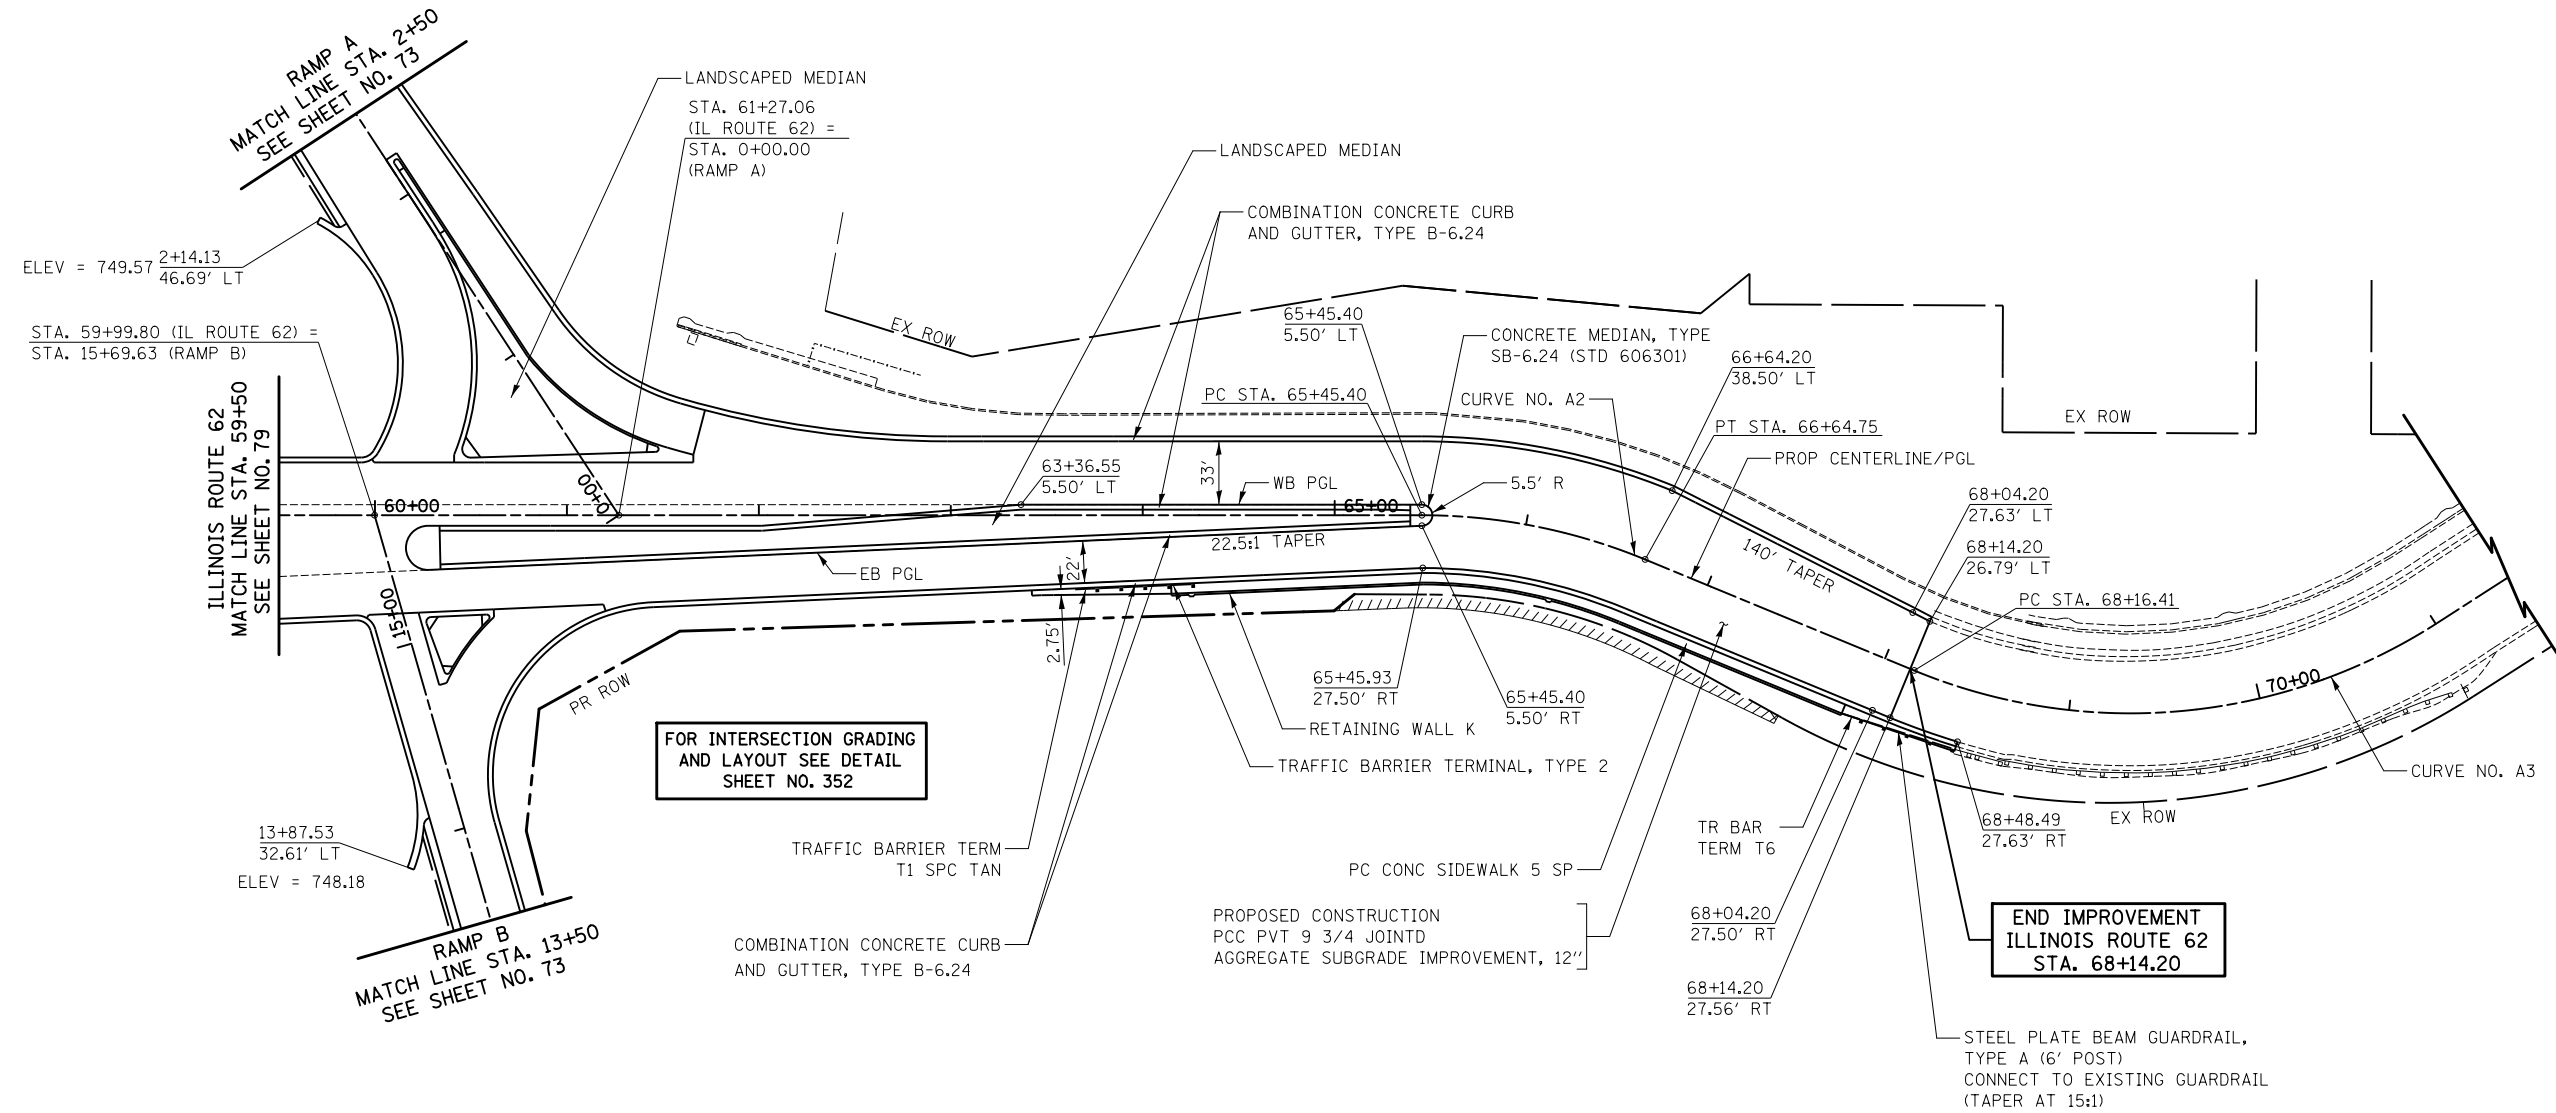 RAMP A
MATCH LINE STA. 2+50
SEE SHEET NO. 73
LANDSCAPED MEDIAN
STA. 61+27.06
(IL ROUTE 62) =
STA. 0+00.00
(RAMP A)
LANDSCAPED MEDIAN
COMBINATION CONCRETE CURB
AND GUTTER, TYPE B-6.24
ELEV = 749.57
2+14.13
46.69' LT
STA. 59+99.80 (IL ROUTE 62) =
STA. 15+69.63 (RAMP B)
EX ROW
65+45.40
5.50' LT
CONCRETE MEDIAN, TYPE
SB-6.24 (STD 606301)
66+64.20
38.50' LT
PC STA. 65+45.40
CURVE NO. A2
PT STA. 66+64.75
EX ROW
PROP CENTERLINE/PGL
ILLINOIS ROUTE 62
MATCH LINE STA. 59+50
SEE SHEET NO. 79
63+36.55
5.50' LT
33'
WB PGL
5.5' R
68+04.20
27.63' LT
60+00
00+0
65+00
22.5:1 TAPER
140' TAPER
68+14.20
26.79' LT
EB PGL
22'
15+00
PC STA. 68+16.41
2.75'
PR ROW
65+45.93
27.50' RT
65+45.40
5.50' RT
70+00
RETAINING WALL K
FOR INTERSECTION GRADING
AND LAYOUT SEE DETAIL
SHEET NO. 352
TRAFFIC BARRIER TERMINAL, TYPE 2
CURVE NO. A3
EX ROW
13+87.53
32.61' LT
ELEV = 748.18
TRAFFIC BARRIER TERM
T1 SPC TAN
TR BAR
TERM T6
68+48.49
27.63' RT
PC CONC SIDEWALK 5 SP
COMBINATION CONCRETE CURB
AND GUTTER, TYPE B-6.24
PROPOSED CONSTRUCTION
PCC PVT 9 3/4 JOINTD
AGGREGATE SUBGRADE IMPROVEMENT, 12"
68+04.20
27.50' RT
END IMPROVEMENT
ILLINOIS ROUTE 62
STA. 68+14.20
RAMP B
MATCH LINE STA. 13+50
SEE SHEET NO. 73
68+14.20
27.56' RT
STEEL PLATE BEAM GUARDRAIL,
TYPE A (6' POST)
CONNECT TO EXISTING GUARDRAIL
(TAPER AT 15:1)